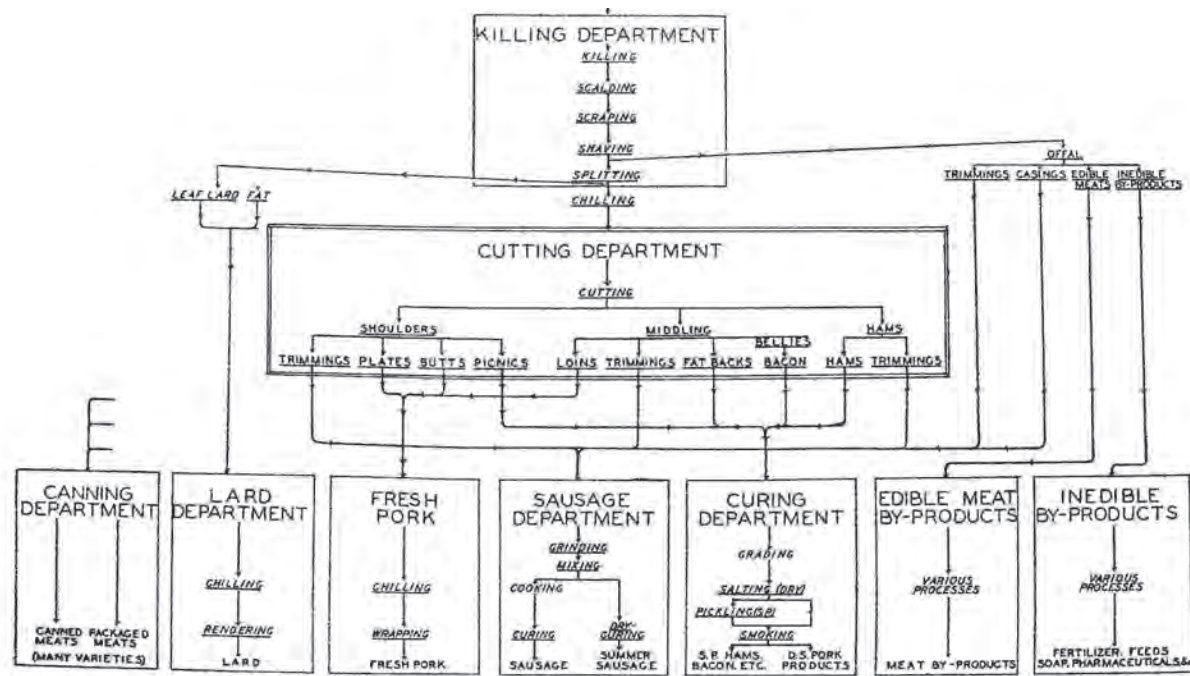 KILLING DEPARTMENT
KILLING
SCALDING
SCRAPING
SHAVING
SPLITTING
CHILLING
OFFAL
TRIMMINGS CASINGS EDIBLE MEATS INEDIBLE BY-PRODUCTS
LEAF LARD FAT
CUTTING DEPARTMENT
CUTTING
SHOULDERS MIDDLING HAMS
BELLIES
TRIMMINGS PLATES BUTTS PICNICS LOINS TRIMMINGS FAT BACKS BACON HAMS TRIMMINGS
CANNING
DEPARTMENT
CANNED PACKAGED
MEATS MEATS
(MANY VARIETIES)
LARD
DEPARTMENT
CHILLING
RENDERING
LARD
FRESH
PORK
CHILLING
WRAPPING
FRESH PORK
SAUSAGE
DEPARTMENT
GRINDING
MIXING
COOKING
CURING DRY-
CURING
SAUSAGE SUMMER
SAUSAGE
CURING
DEPARTMENT
GRADING
SALTING (DRY)
PICKLING(SP)
SMOKING
S.P. HAMS, D.S. PORK
BACON, ETC. PRODUCTS
EDIBLE MEAT
BY-PRODUCTS
VARIOUS
PROCESSES
MEAT BY-PRODUCTS
INEDIBLE
BY-PRODUCTS
VARIOUS
PROCESSES
FERTILIZER, FEEDS
SOAP, PHARMACEUTICALS, &c